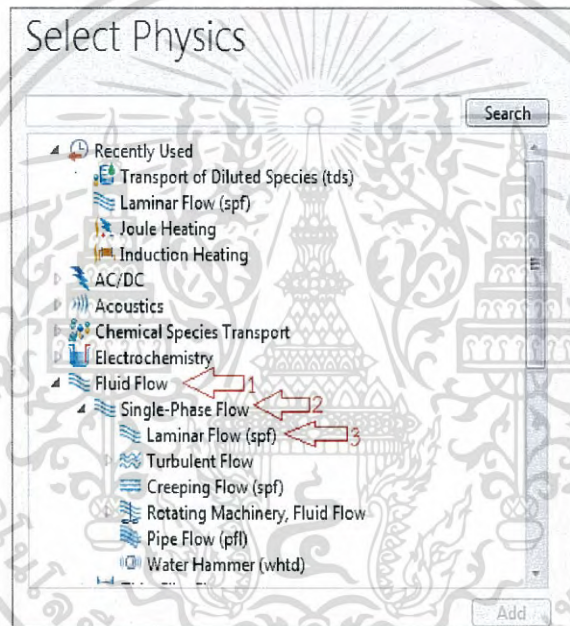 Select Physics
Search
Recently Used
Transport of Diluted Species (tds)
Laminar Flow (spf)
Joule Heating
Induction Heating
AC/DC
Acoustics
Chemical Species Transport
Electrochemistry
Fluid Flow 1
Single-Phase Flow 2
Laminar Flow (spf) 3
Turbulent Flow
Creeping Flow (spf)
Rotating Machinery, Fluid Flow
Pipe Flow (pfl)
Water Hammer (whtd)
Add